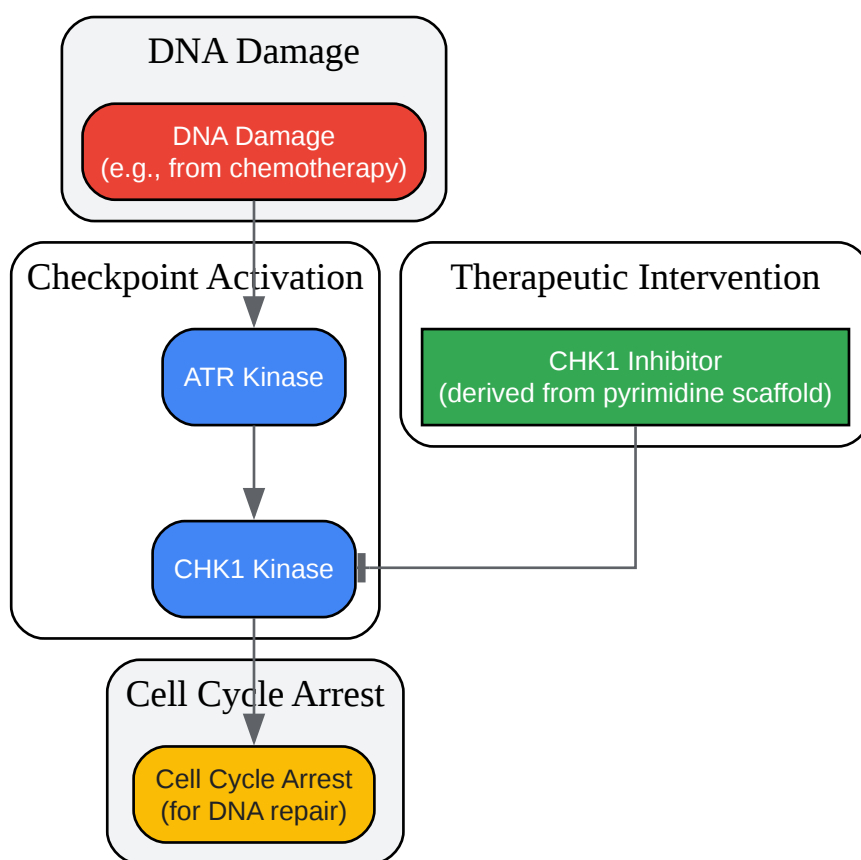 DNA Damage
DNA Damage
(e.g., from chemotherapy)
Checkpoint Activation
ATR Kinase
CHK1 Kinase
Therapeutic Intervention
CHK1 Inhibitor
(derived from pyrimidine scaffold)
Cell Cycle Arrest
Cell Cycle Arrest
(for DNA repair)